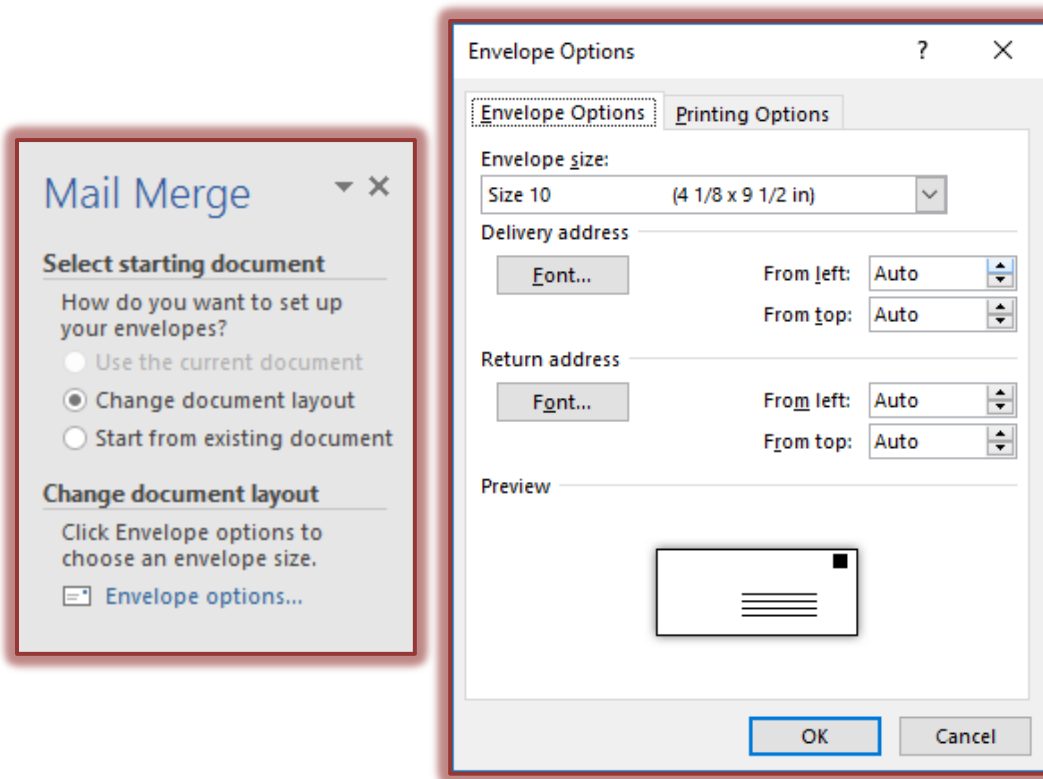 Mail Merge
Select starting document
How do you want to set up
your envelopes?
Use the current document
Change document layout
Start from existing document
Change document layout
Click Envelope options to
choose an envelope size.
Envelope options...
Envelope Options ?
Envelope Options Printing Options
Envelope size:
Size 10 (4 1/8 x 9 1/2 in)
Delivery address
Font... From left: Auto
From top: Auto
Return address
Font... From left: Auto
From top: Auto
Preview
OK Cancel